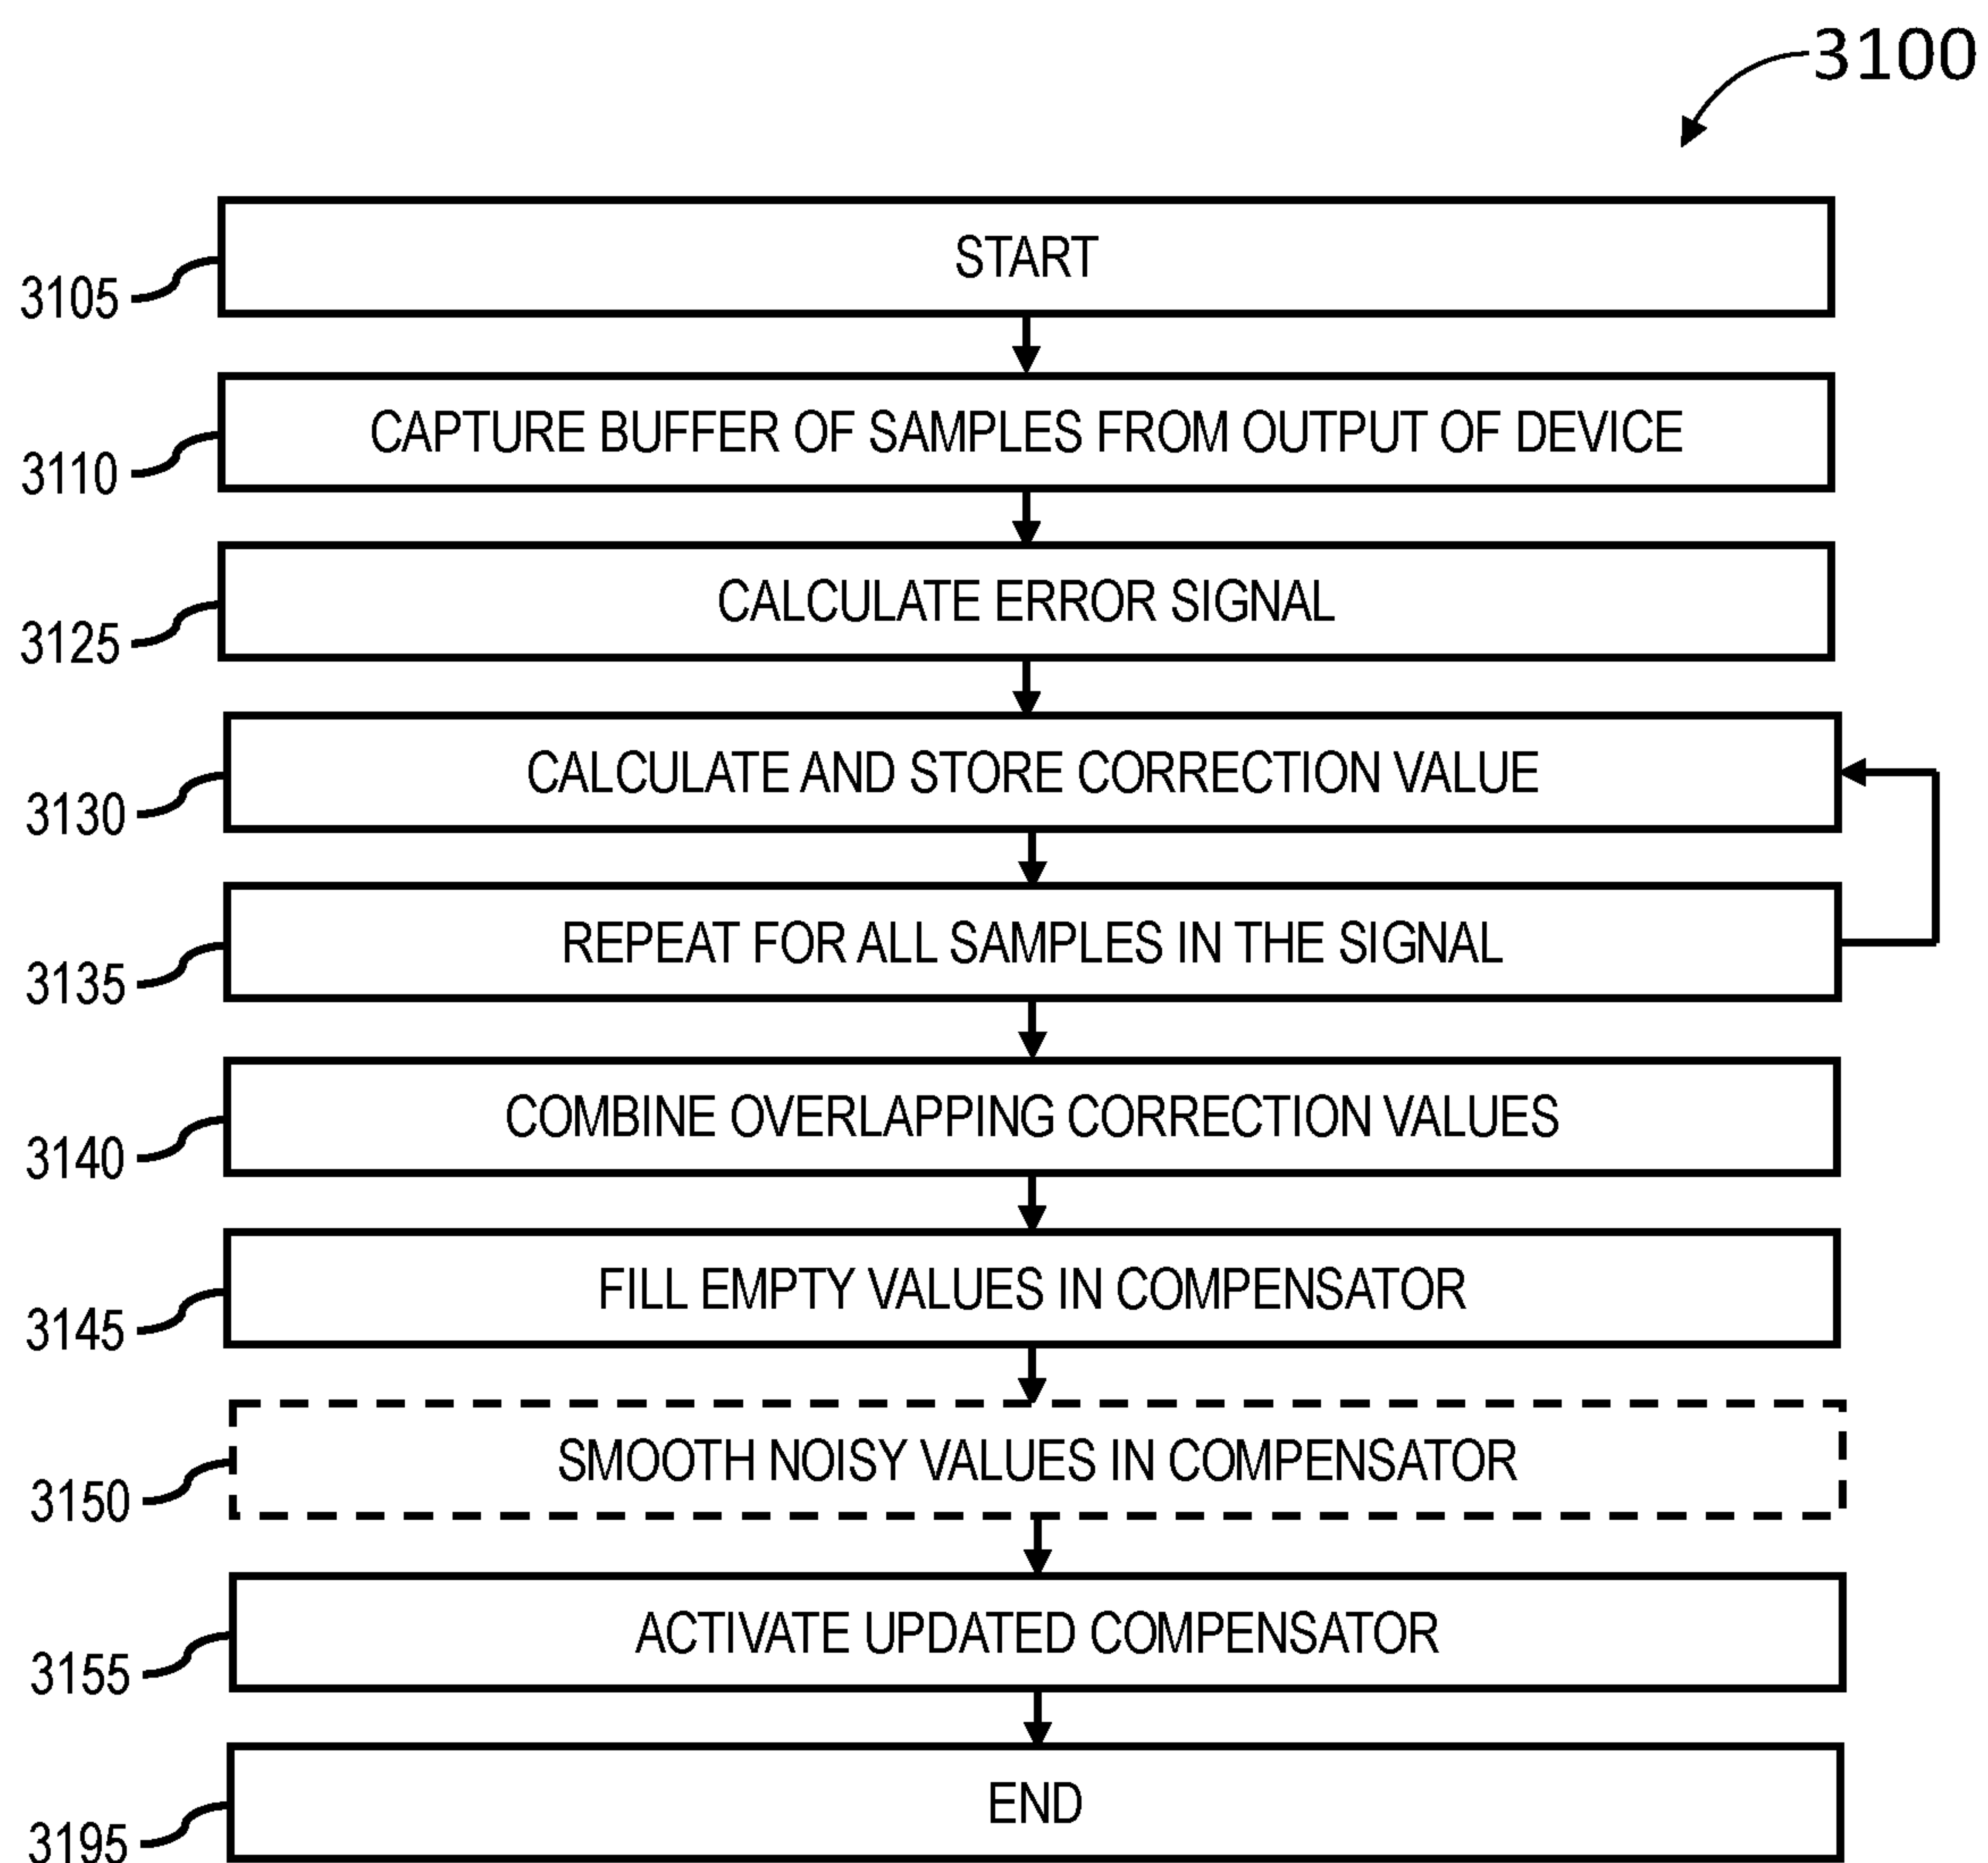 3100
START
3105
CAPTURE BUFFER OF SAMPLES FROM OUTPUT OF DEVICE
3110
CALCULATE ERROR SIGNAL
3125
CALCULATE AND STORE CORRECTION VALUE
3130
REPEAT FOR ALL SAMPLES IN THE SIGNAL
3135
COMBINE OVERLAPPING CORRECTION VALUES
3140
FILL EMPTY VALUES IN COMPENSATOR
3145
SMOOTH NOISY VALUES IN COMPENSATOR
3150
ACTIVATE UPDATED COMPENSATOR
3155
END
3195